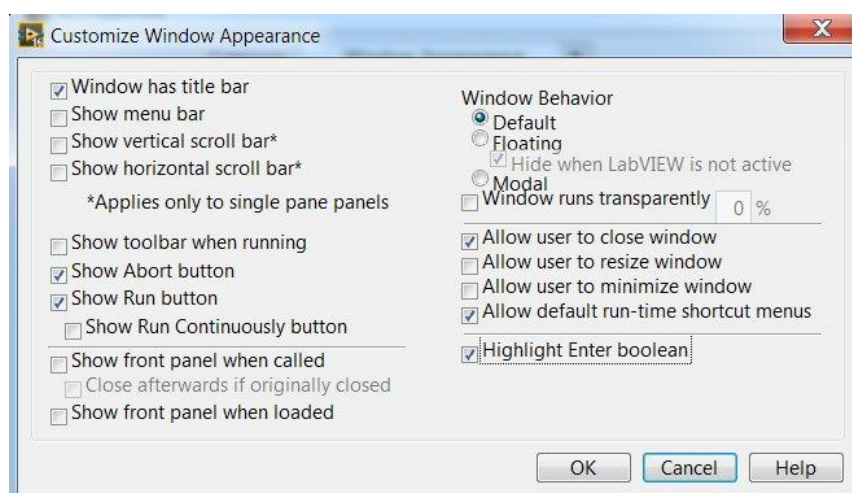 Customize Window Appearance
X
Window has title bar
Show menu bar
Show vertical scroll bar*
Show horizontal scroll bar*
*Applies only to single pane panels
Show toolbar when running
Show Abort button
Show Run button
Show Run Continuously button
Show front panel when called
Close afterwards if originally closed
Show front panel when loaded
Window Behavior
Default
Floating
Hide when LabVIEW is not active
Modal
Window runs transparently 0 %
Allow user to close window
Allow user to resize window
Allow user to minimize window
Allow default run-time shortcut menus
Highlight Enter boolean
OK Cancel Help